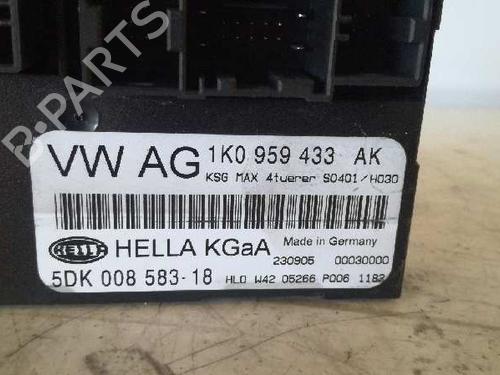 B-PARTS
VW AG 1K0 959 433 AK
KSG MAX 4tuerer S0401/H030
HELLA HELLA KGaA Made in Germany
230905 00030000
5DK 008 583-18 HLO W42 05266 P006 1182